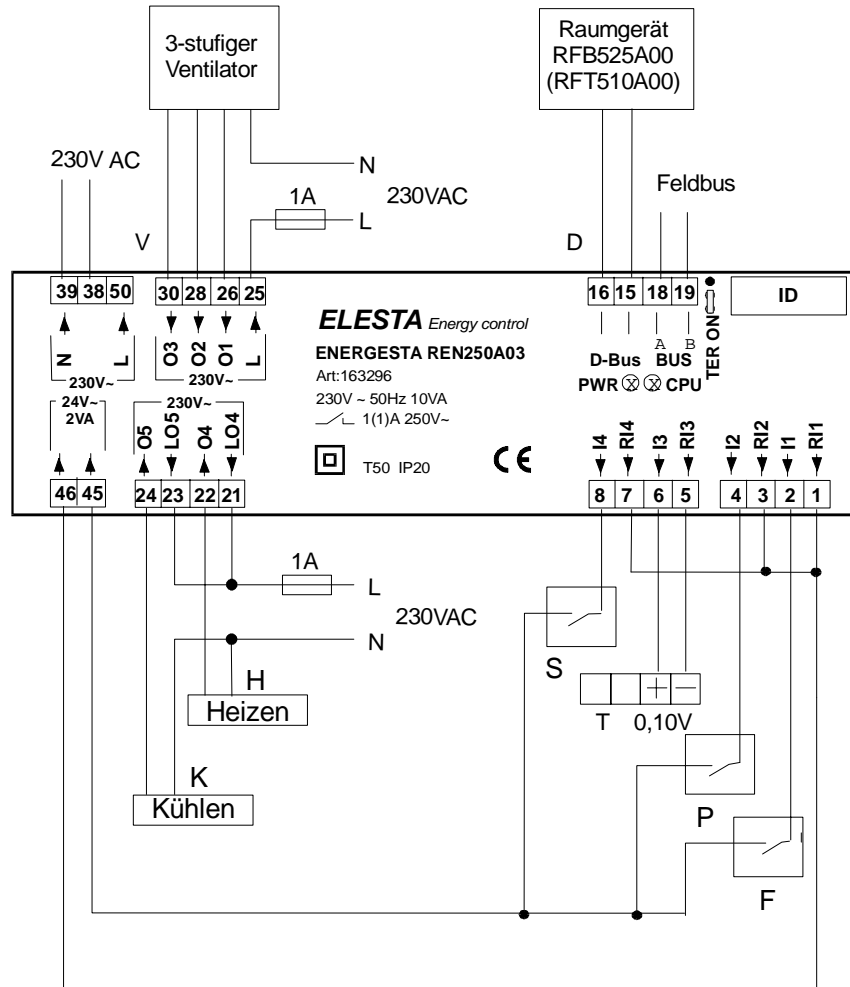 3-stufiger
Ventilator
Raumgerät
RFB525A00
(RFT510A00)
230V AC
N
1A
L
230VAC
Feldbus
V
D
39 38 50
30 28 26 25
16 15 18 19
ID
N
L
O3
O2
O1
L
230V~
230V~
ELESTA Energy control
ENERGESTA REN250A03
Art:163296
230V ~ 50Hz 10VA
1(1)A 250V~
T50 IP20
CE
A
B
D-Bus BUS
PWR CPU
TER ON
24V~
2VA
230V~
O5
LO5
O4
LO4
I4
RI4
I3
RI3
I2
RI2
I1
RI1
46 45
24 23 22 21
8 7 6 5
4 3 2 1
1A
L
230VAC
N
H
Heizen
K
Kühlen
S
+ −
T 0,10V
P
F